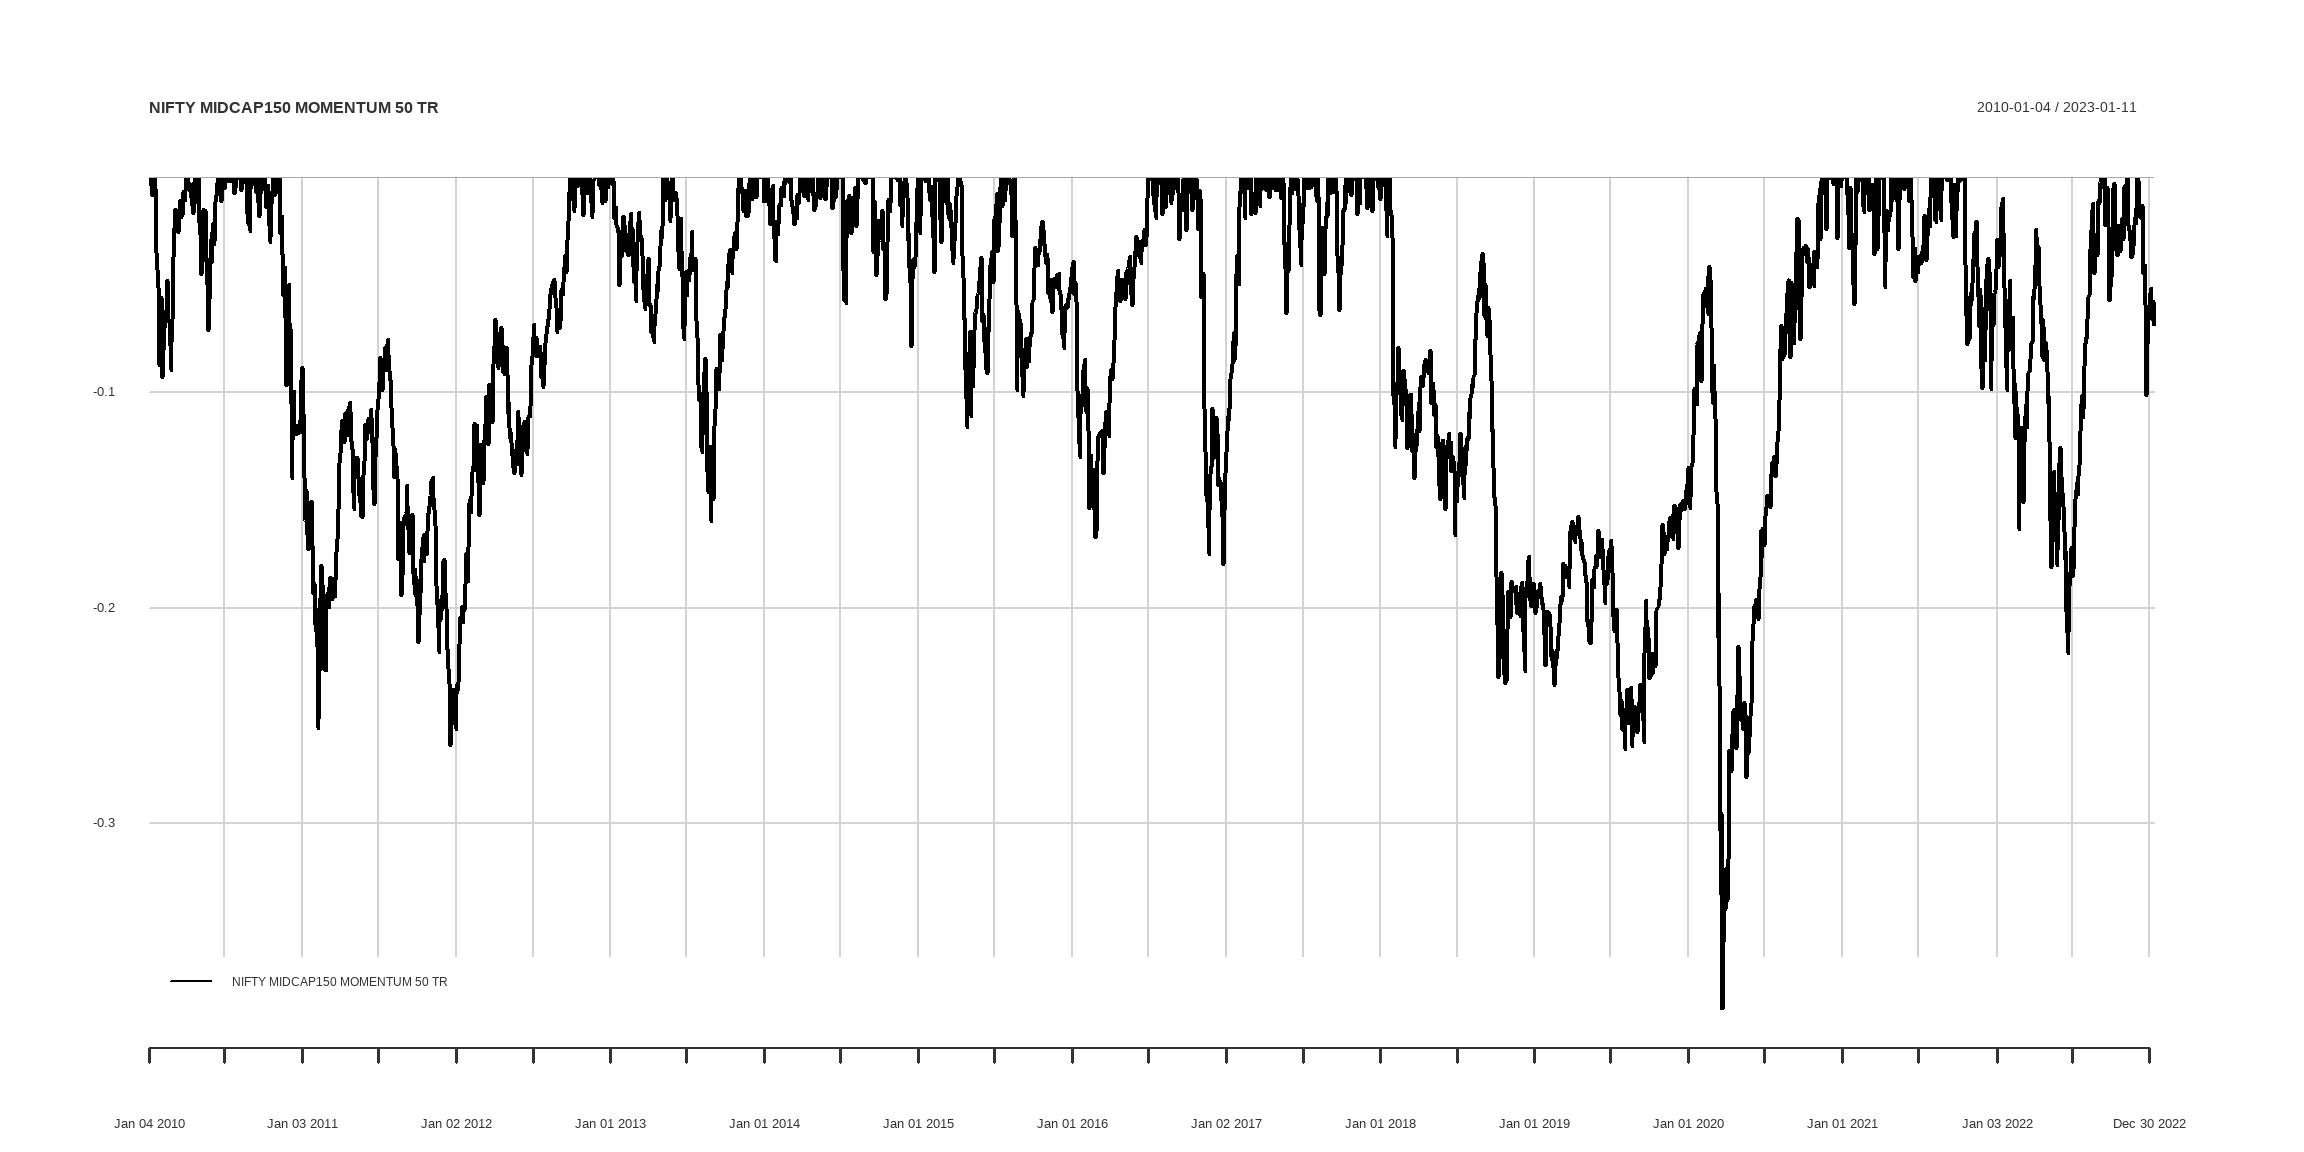 NIFTY MIDCAP150 MOMENTUM 50 TR
2010-01-04 / 2023-01-11
-0.1
-0.2
-0.3
NIFTY MIDCAP150 MOMENTUM 50 TR
Jan 04 2010 Jan 03 2011 Jan 02 2012 Jan 01 2013 Jan 01 2014 Jan 01 2015 Jan 01 2016 Jan 02 2017 Jan 01 2018 Jan 01 2019 Jan 01 2020 Jan 01 2021 Jan 03 2022 Dec 30 2022